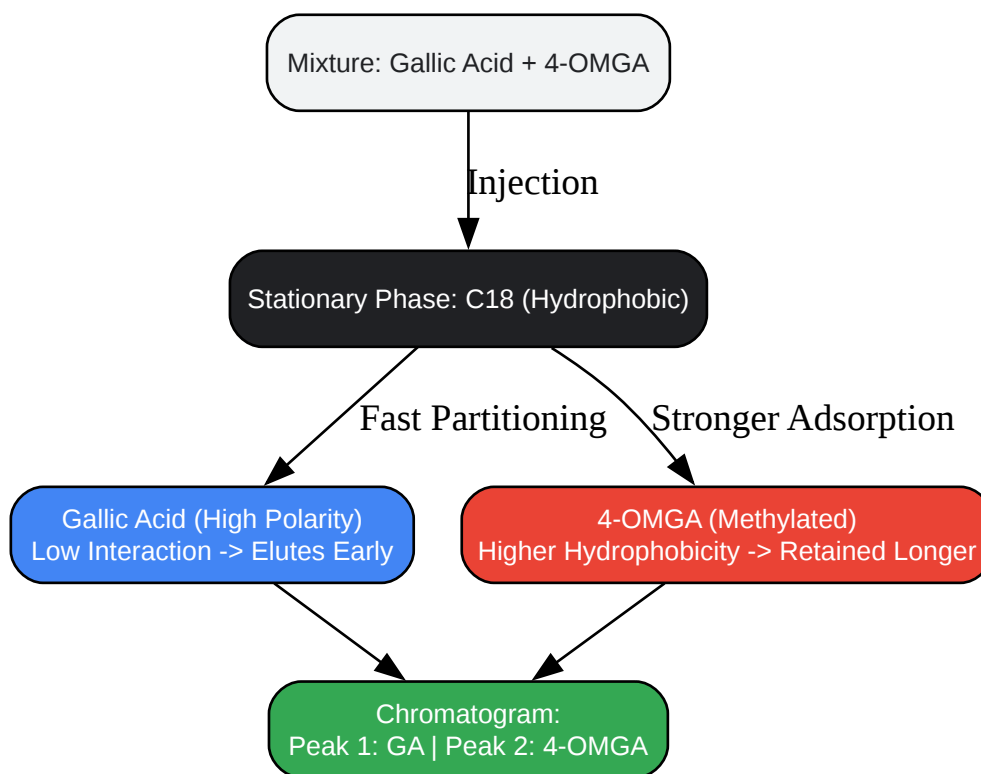 Mixture: Gallic Acid + 4-OMGA
Injection
Stationary Phase: C18 (Hydrophobic)
Fast Partitioning
Stronger Adsorption
Gallic Acid (High Polarity)
Low Interaction -> Elutes Early
4-OMGA (Methylated)
Higher Hydrophobicity -> Retained Longer
Chromatogram:
Peak 1: GA | Peak 2: 4-OMGA